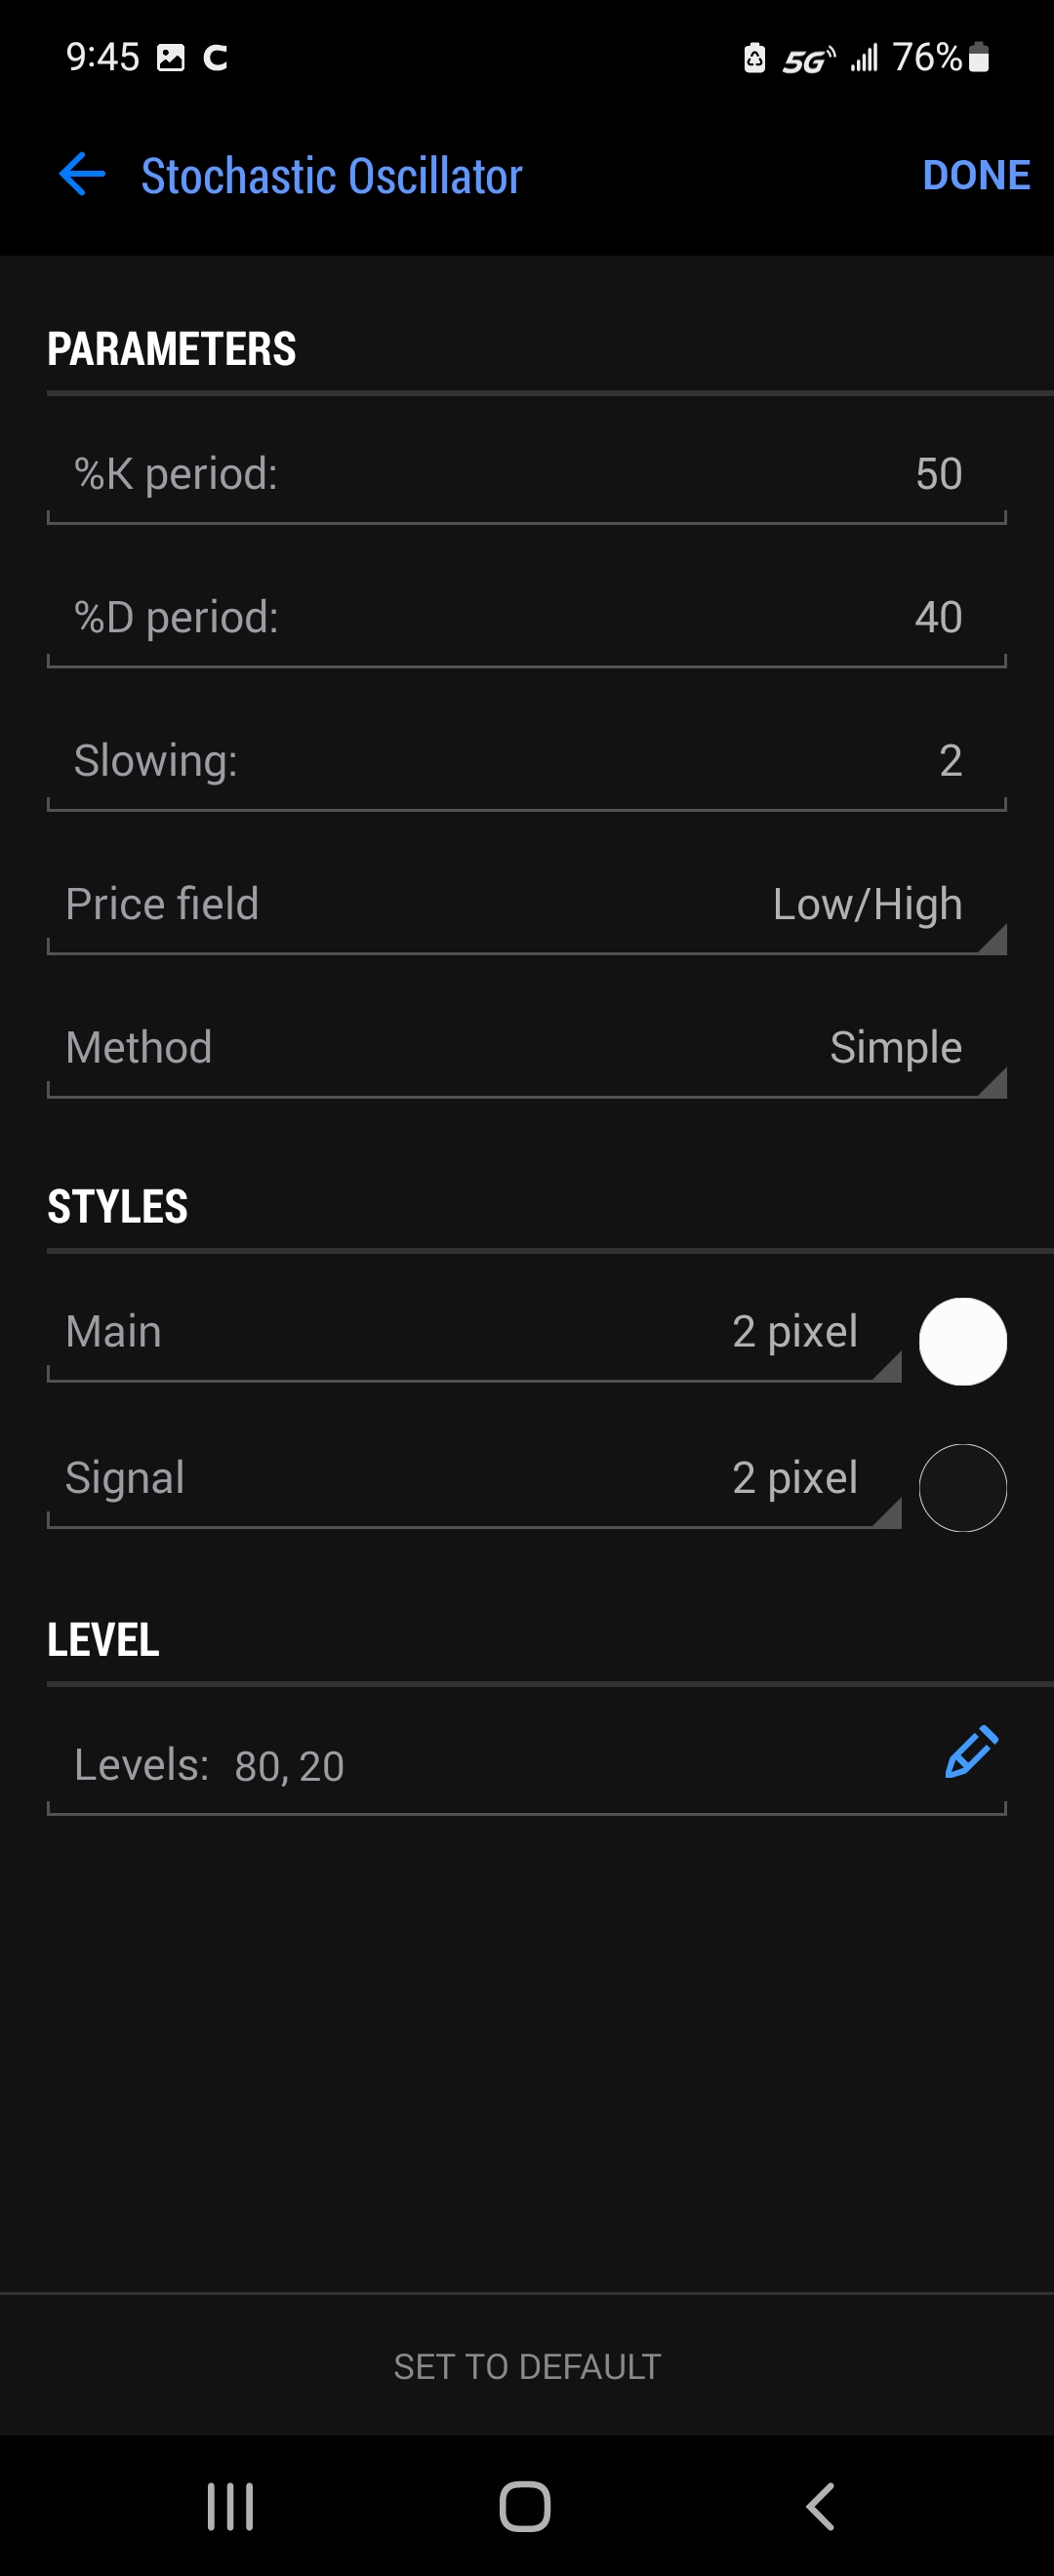 9:45 C 5G 76%
Stochastic Oscillator DONE
PARAMETERS
%K period: 50
%D period: 40
Slowing: 2
Price field Low/High
Method Simple
STYLES
Main 2 pixel
Signal 2 pixel
LEVEL
Levels: 80, 20
SET TO DEFAULT